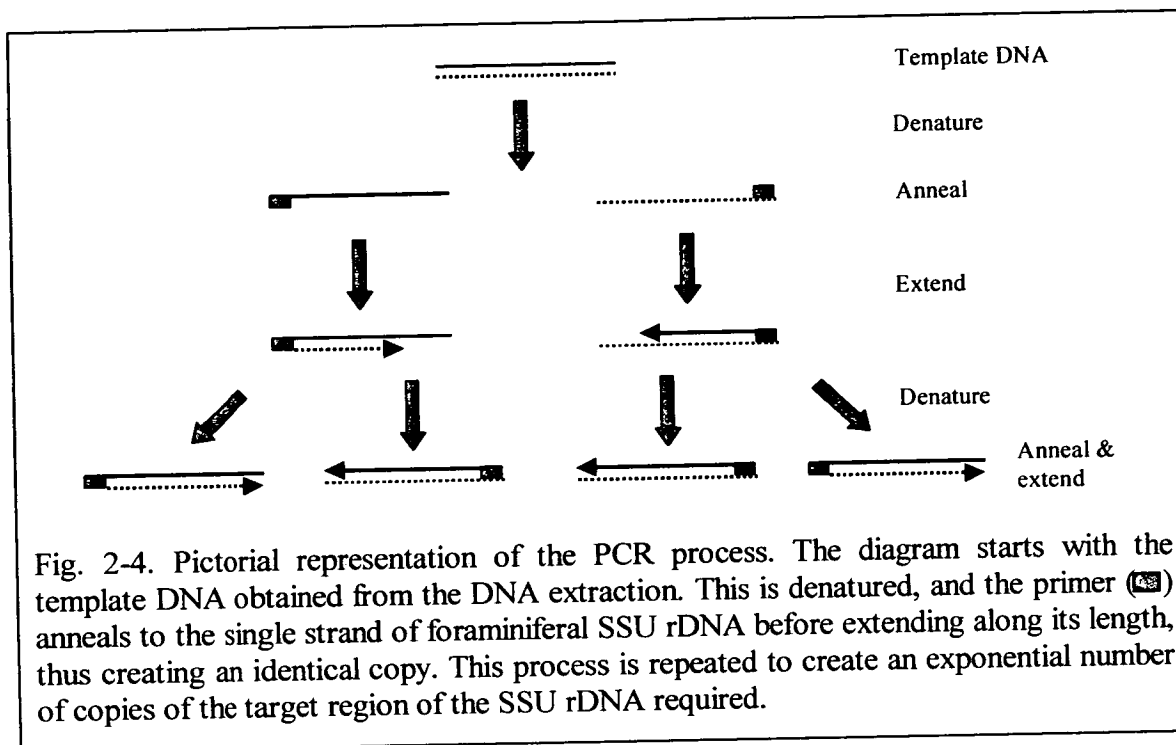 Template DNA
Denature
Anneal
Extend
Denature
Anneal &
extend
Fig. 2-4. Pictorial representation of the PCR process. The diagram starts with the
template DNA obtained from the DNA extraction. This is denatured, and the primer ( )
anneals to the single strand of foraminiferal SSU rDNA before extending along its length,
thus creating an identical copy. This process is repeated to create an exponential number
of copies of the target region of the SSU rDNA required.